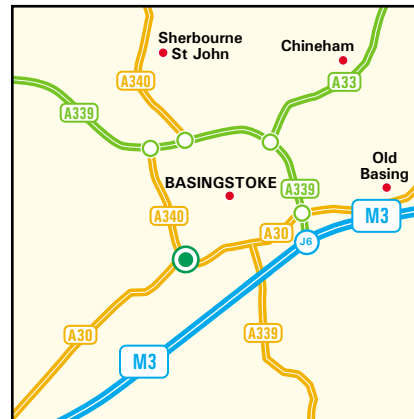 Sherbourne
St John
Chineham
A340
A33
A339
Old
Basing
BASINGSTOKE
A339
A340
M3
A30
J6
A30
A339
M3